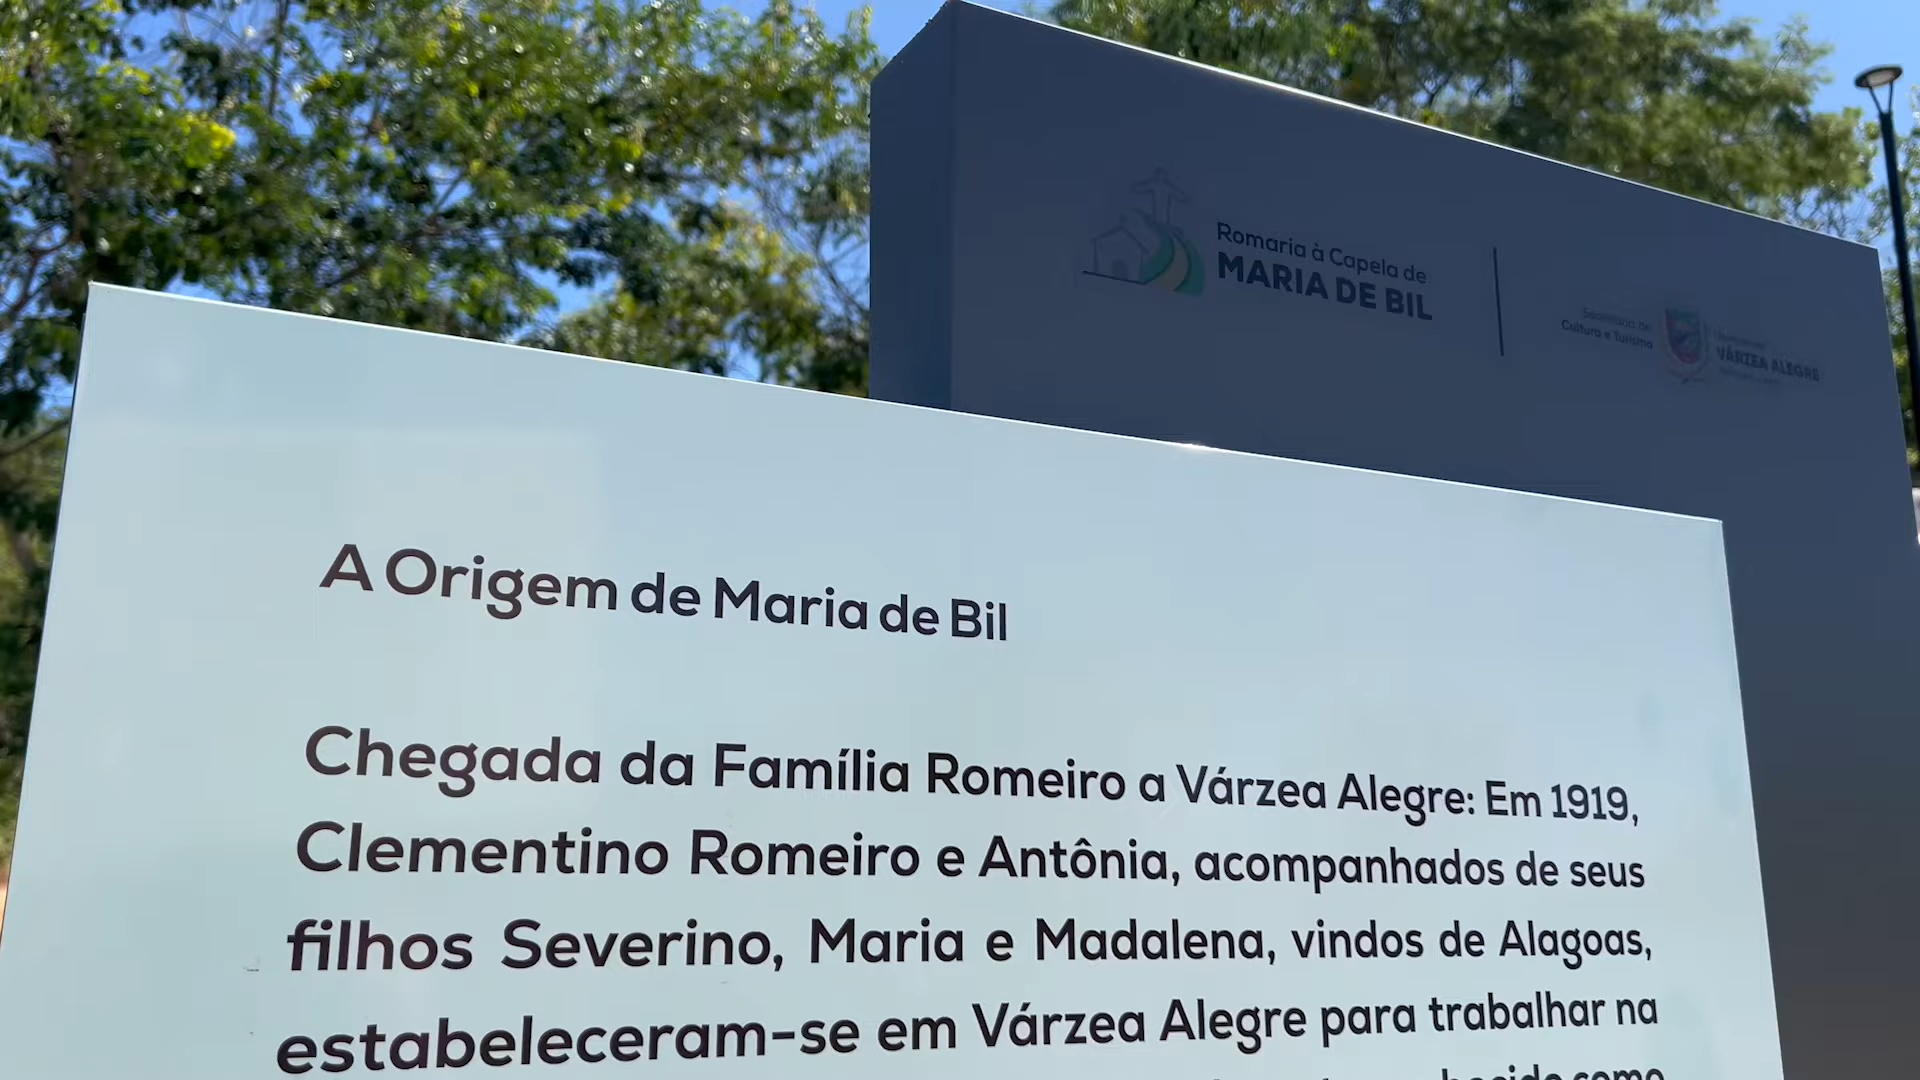 Romaria à Capela de
MARIA DE BIL
Secretaria de
Cultura e Turismo
VÁRZEA ALEGRE
A Origem de Maria de Bil
Chegada da Família Romeiro a Várzea Alegre: Em 1919,
Clementino Romeiro e Antônia, acompanhados de seus
filhos Severino, Maria e Madalena, vindos de Alagoas,
estabeleceram-se em Várzea Alegre para trabalhar na
como